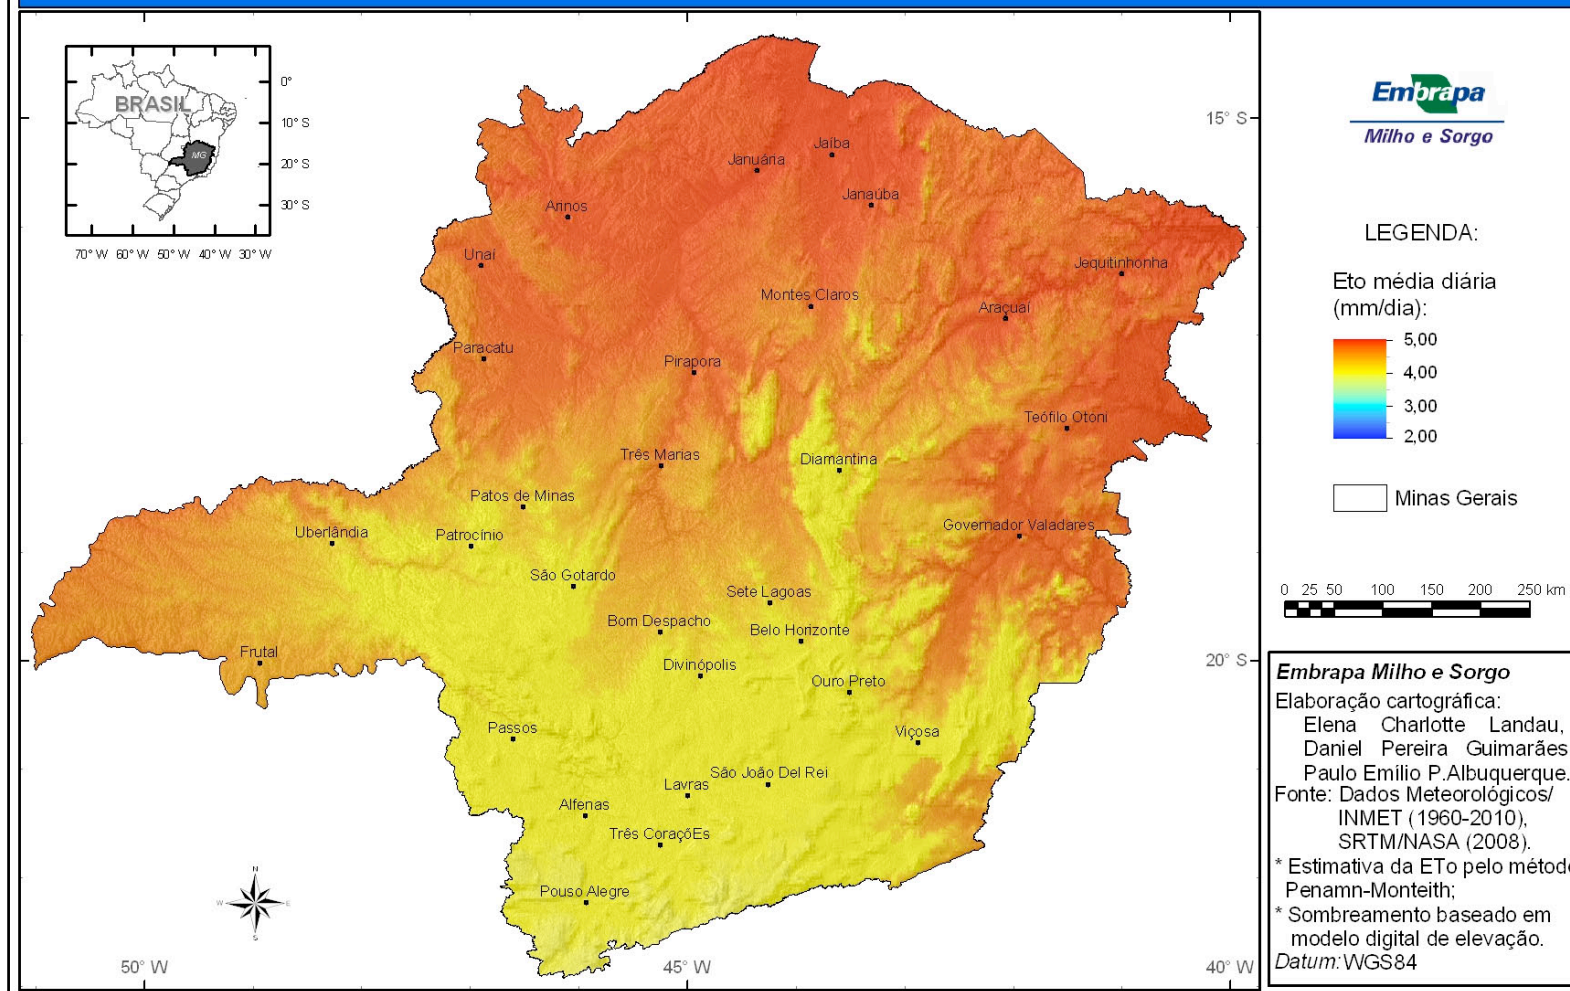 BRASIL
MG
0°
10° S
20° S
30° S
70° W 60° W 50° W 40° W 30° W
Jaíba
Januária
Janaúba
Arinos
Unaí
Jequitinhonha
Montes Claros
Araçuaí
Paracatu
Pirapora
Teófilo Otoni
Três Marias
Diamantina
Patos de Minas
Uberlândia
Patrocínio
Governador Valadares
São Gotardo
Sete Lagoas
Bom Despacho
Belo Horizonte
Frutal
Divinópolis
Ouro Preto
Passos
Viçosa
São João Del Rei
Lavras
Alfenas
Três CoraçõEs
Pouso Alegre
N
W E
S
50° W 45° W 40° W
15° S
20° S
Embrapa
Milho e Sorgo
LEGENDA:
Eto média diária
(mm/dia):
5,00
4,00
3,00
2,00
Minas Gerais
0 25 50 100 150 200 250 km
Embrapa Milho e Sorgo
Elaboração cartográfica:
Elena Charlotte Landau,
Daniel Pereira Guimarães
Paulo Emílio P.Albuquerque.
Fonte: Dados Meteorológicos/
INMET (1960-2010),
SRTM/NASA (2008).
* Estimativa da ETo pelo método
Penamn-Monteith;
* Sombreamento baseado em
modelo digital de elevação.
Datum:WGS84